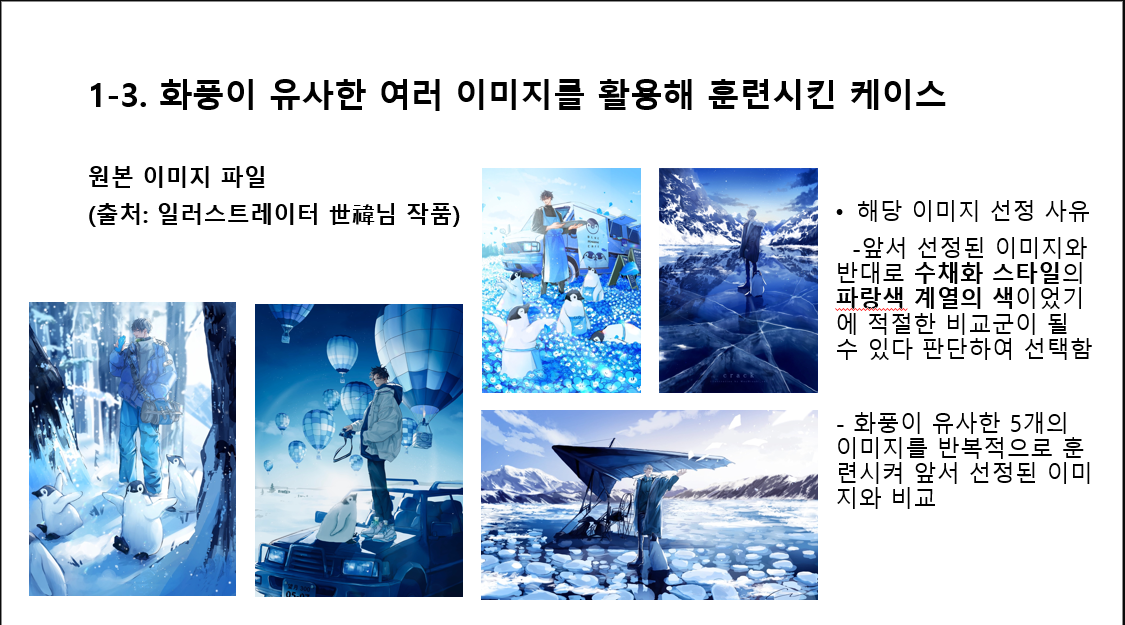 1-3. 화풍이 유사한 여러 이미지를 활용해 훈련시킨 케이스
원본 이미지 파일
(출처: 일러스트레이터 世禕님 작품)
• 해당 이미지 선정 사유
-앞서 선정된 이미지와
반대로 수채화 스타일의
파랑색 계열의 색이었기
에 적절한 비교군이 될
수 있다 판단하여 선택함
- 화풍이 유사한 5개의
이미지를 반복적으로 훈
련시켜 앞서 선정된 이미
지와 비교